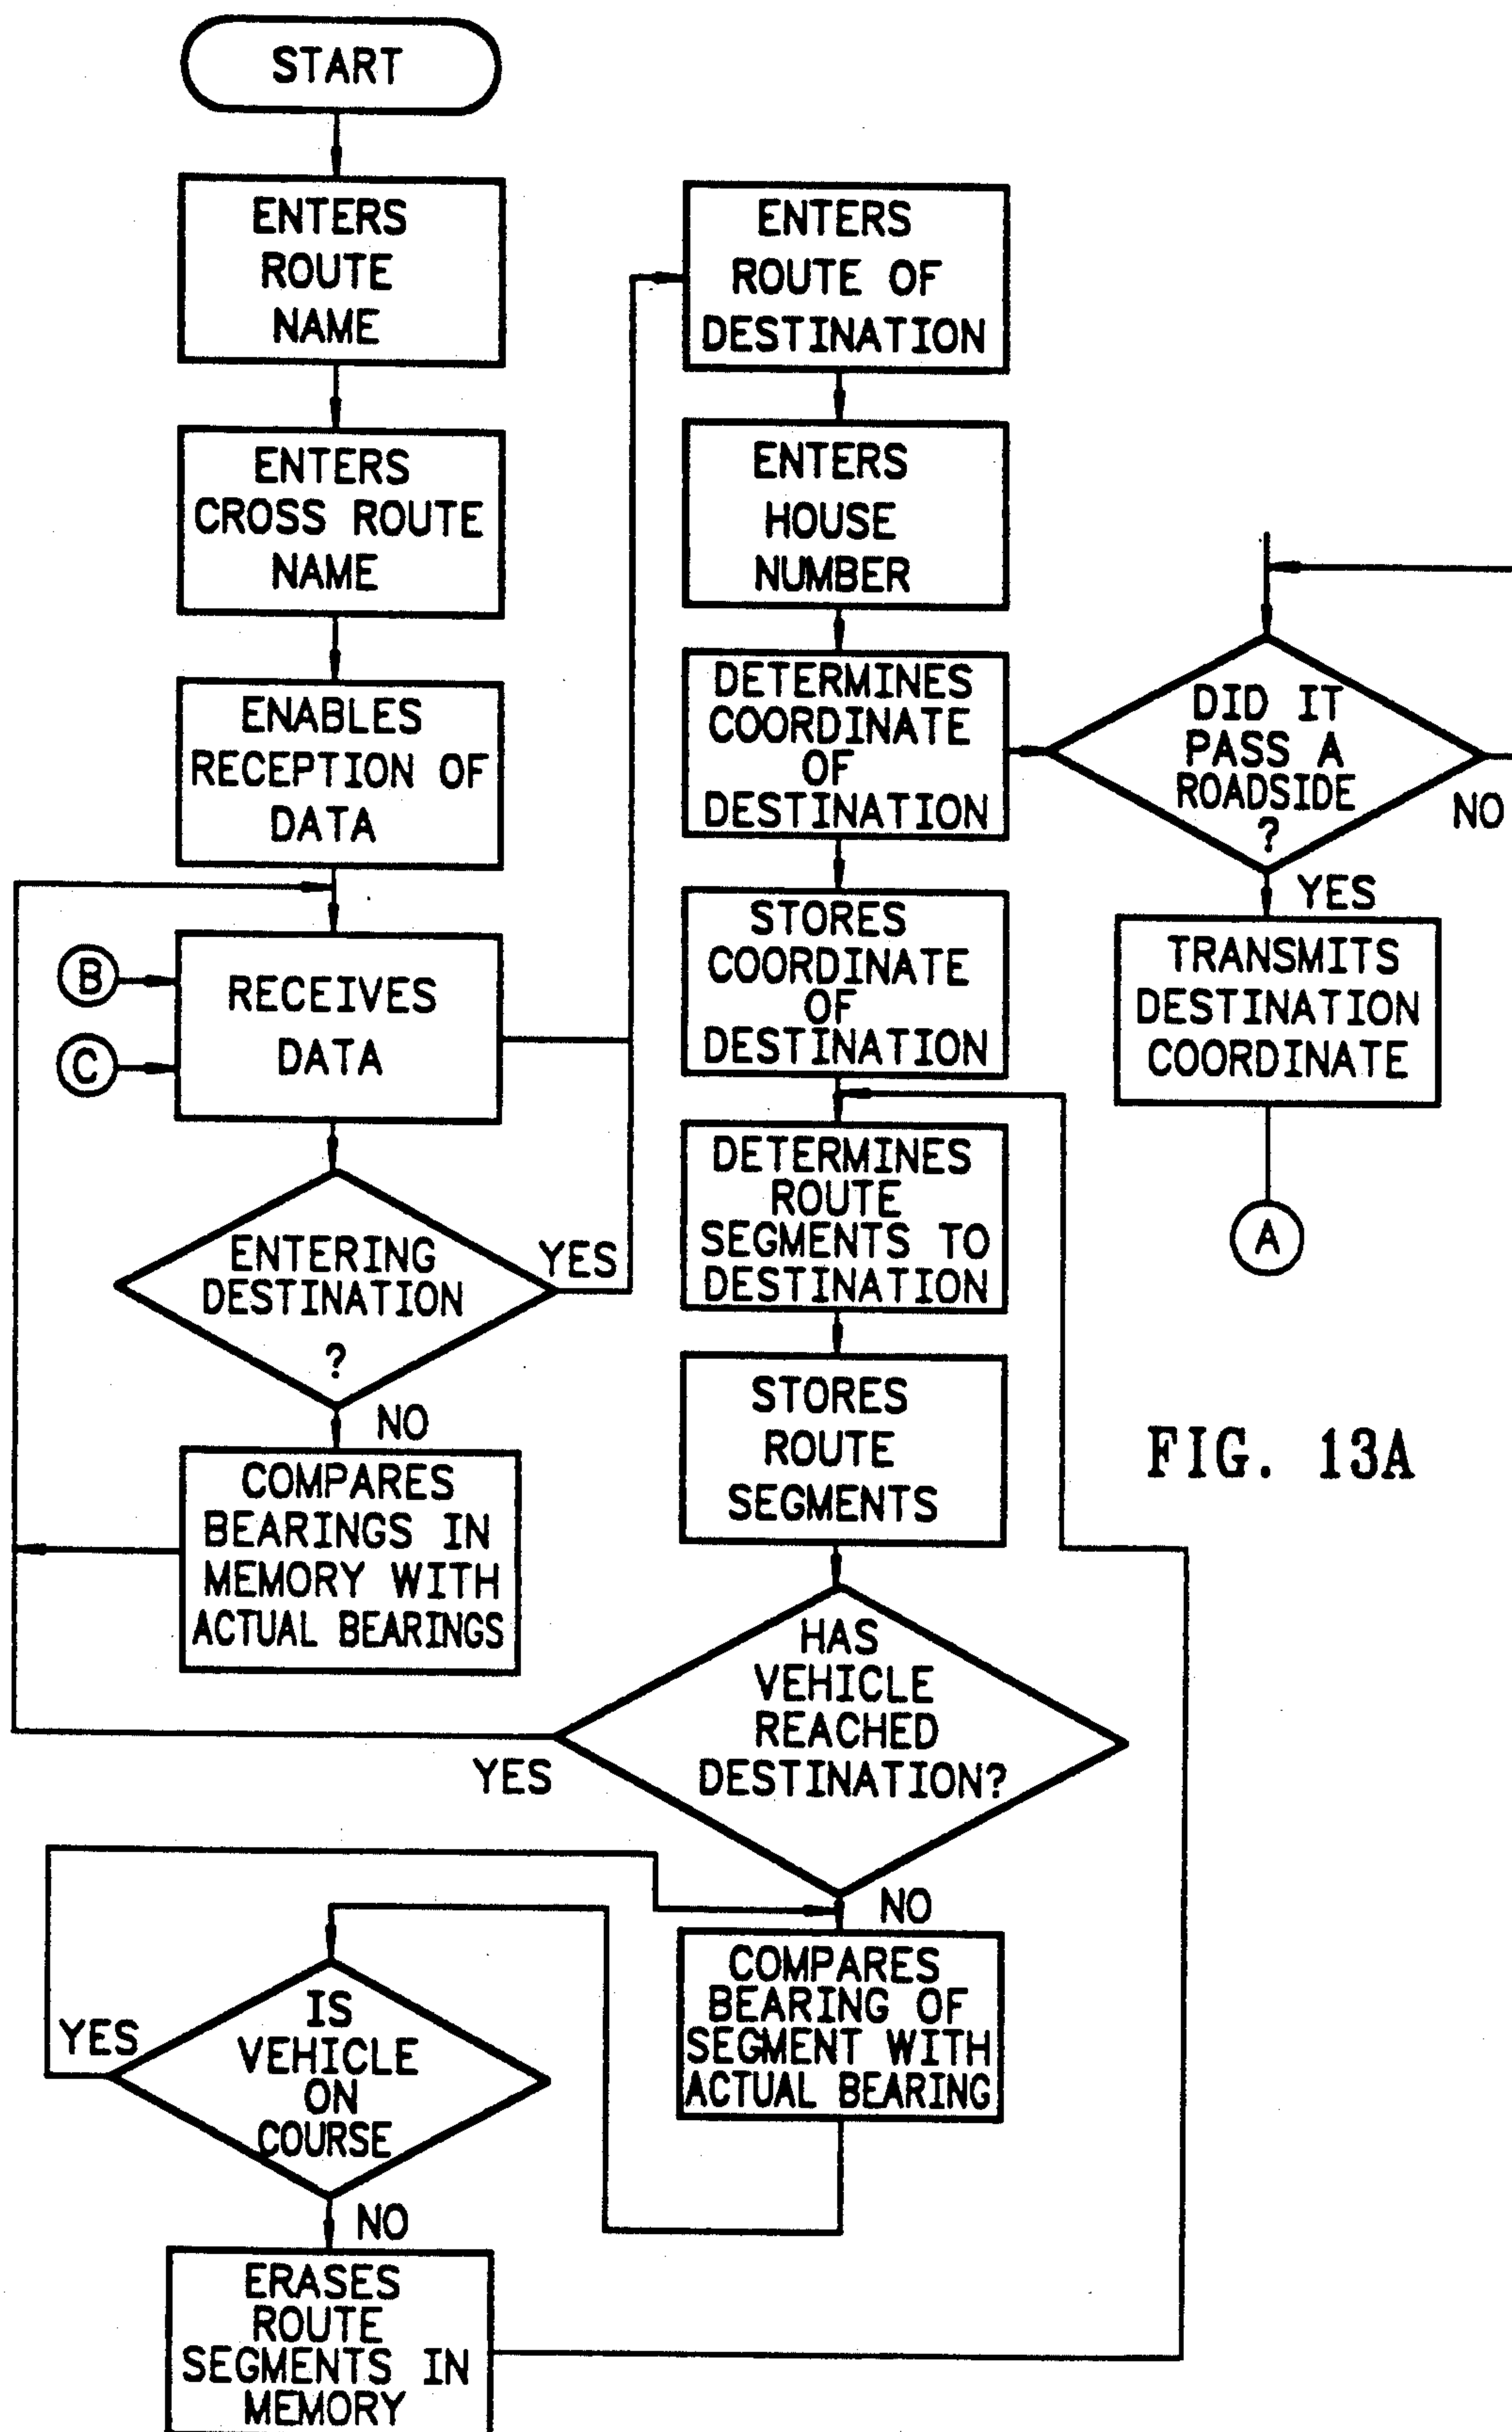 START
ENTERS
ROUTE
NAME
ENTERS
CROSS ROUTE
NAME
ENABLES
RECEPTION OF
DATA
B
C
RECEIVES
DATA
ENTERING
DESTINATION
?
YES
NO
COMPARES
BEARINGS IN
MEMORY WITH
ACTUAL BEARINGS
ENTERS
ROUTE OF
DESTINATION
ENTERS
HOUSE
NUMBER
DETERMINES
COORDINATE
OF
DESTINATION
STORES
COORDINATE
OF
DESTINATION
DETERMINES
ROUTE
SEGMENTS TO
DESTINATION
STORES
ROUTE
SEGMENTS
HAS
VEHICLE
REACHED
DESTINATION?
YES
NO
COMPARES
BEARING OF
SEGMENT WITH
ACTUAL BEARING
IS
VEHICLE
ON
COURSE
YES
NO
ERASES
ROUTE
SEGMENTS IN
MEMORY
DID IT
PASS A
ROADSIDE
?
NO
YES
TRANSMITS
DESTINATION
COORDINATE
A
FIG. 13A